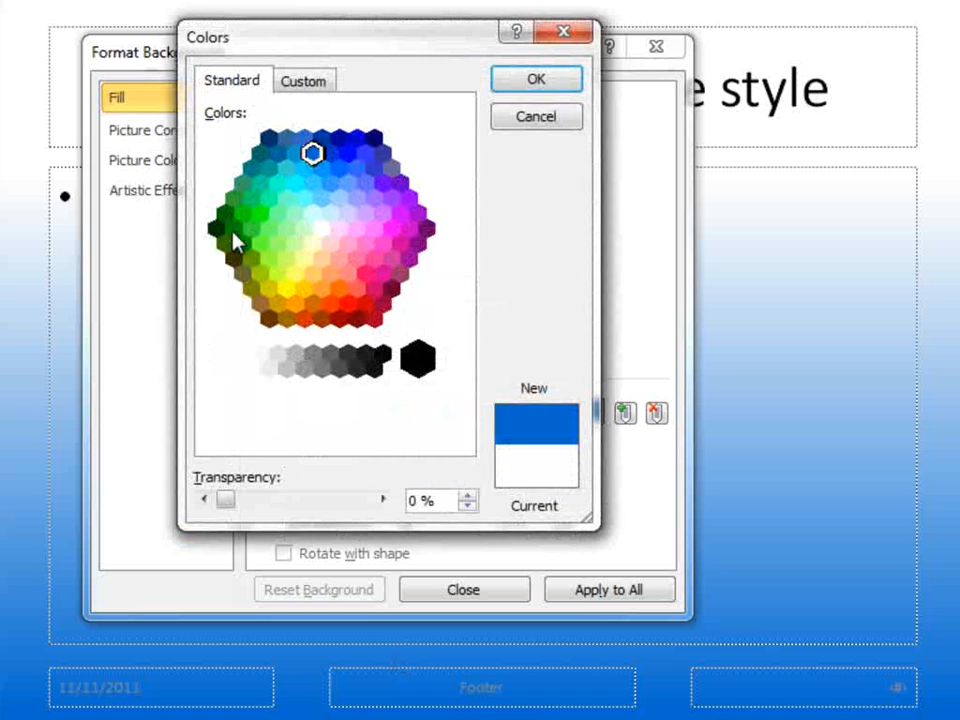 Colors
Format Backg
e style
Standard
Custom
OK
Cancel
Colors:
Fill
Picture Cor
Picture Colo
Artistic Effe
•
New
Current
Transparency:
0 %
Rotate with shape
Reset Background
Close
Apply to All
11/11/2011
Footer
‹#›